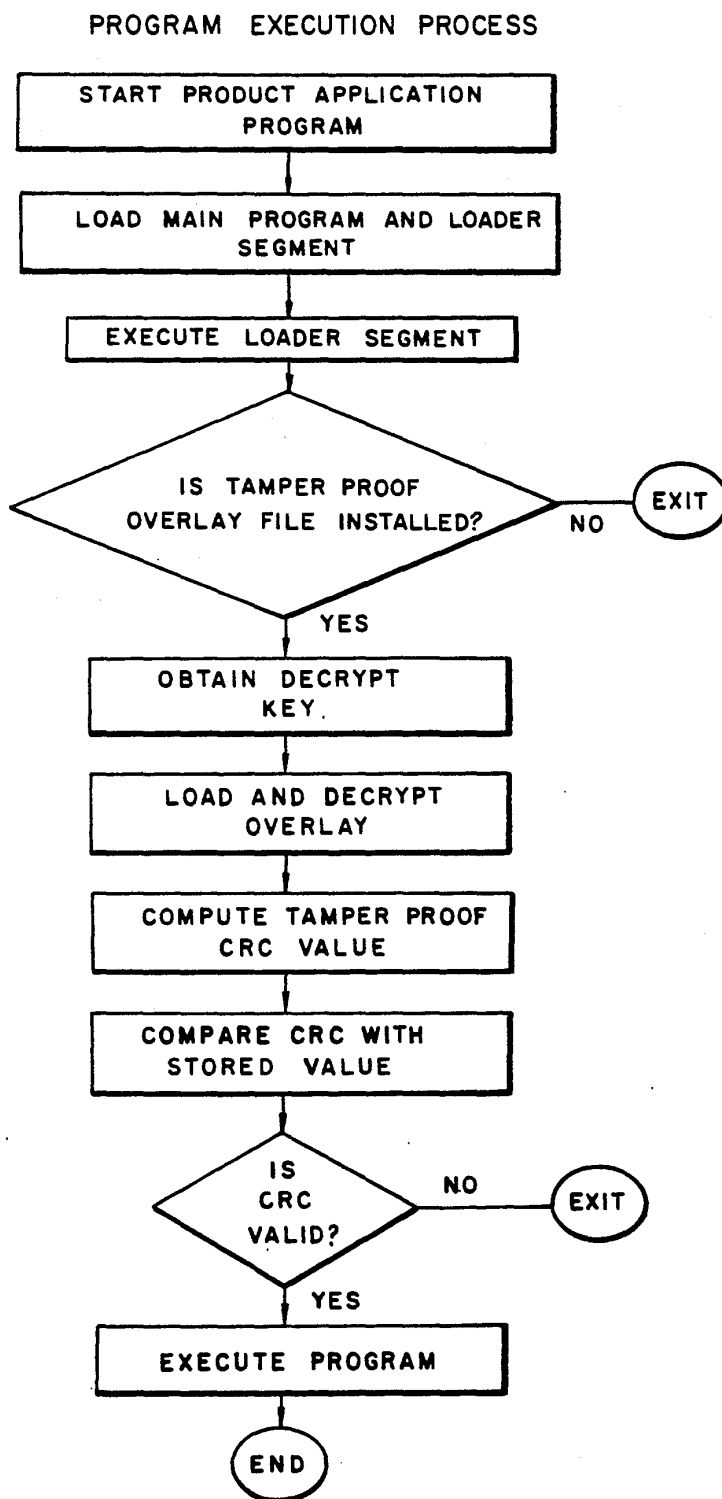 PROGRAM EXECUTION PROCESS
START PRODUCT APPLICATION
PROGRAM
LOAD MAIN PROGRAM AND LOADER
SEGMENT
EXECUTE LOADER SEGMENT
IS TAMPER PROOF
OVERLAY FILE INSTALLED?
NO
EXIT
YES
OBTAIN DECRYPT
KEY.
LOAD AND DECRYPT
OVERLAY
COMPUTE TAMPER PROOF
CRC VALUE
COMPARE CRC WITH
STORED VALUE
IS
CRC
VALID?
NO
EXIT
YES
EXECUTE PROGRAM
END